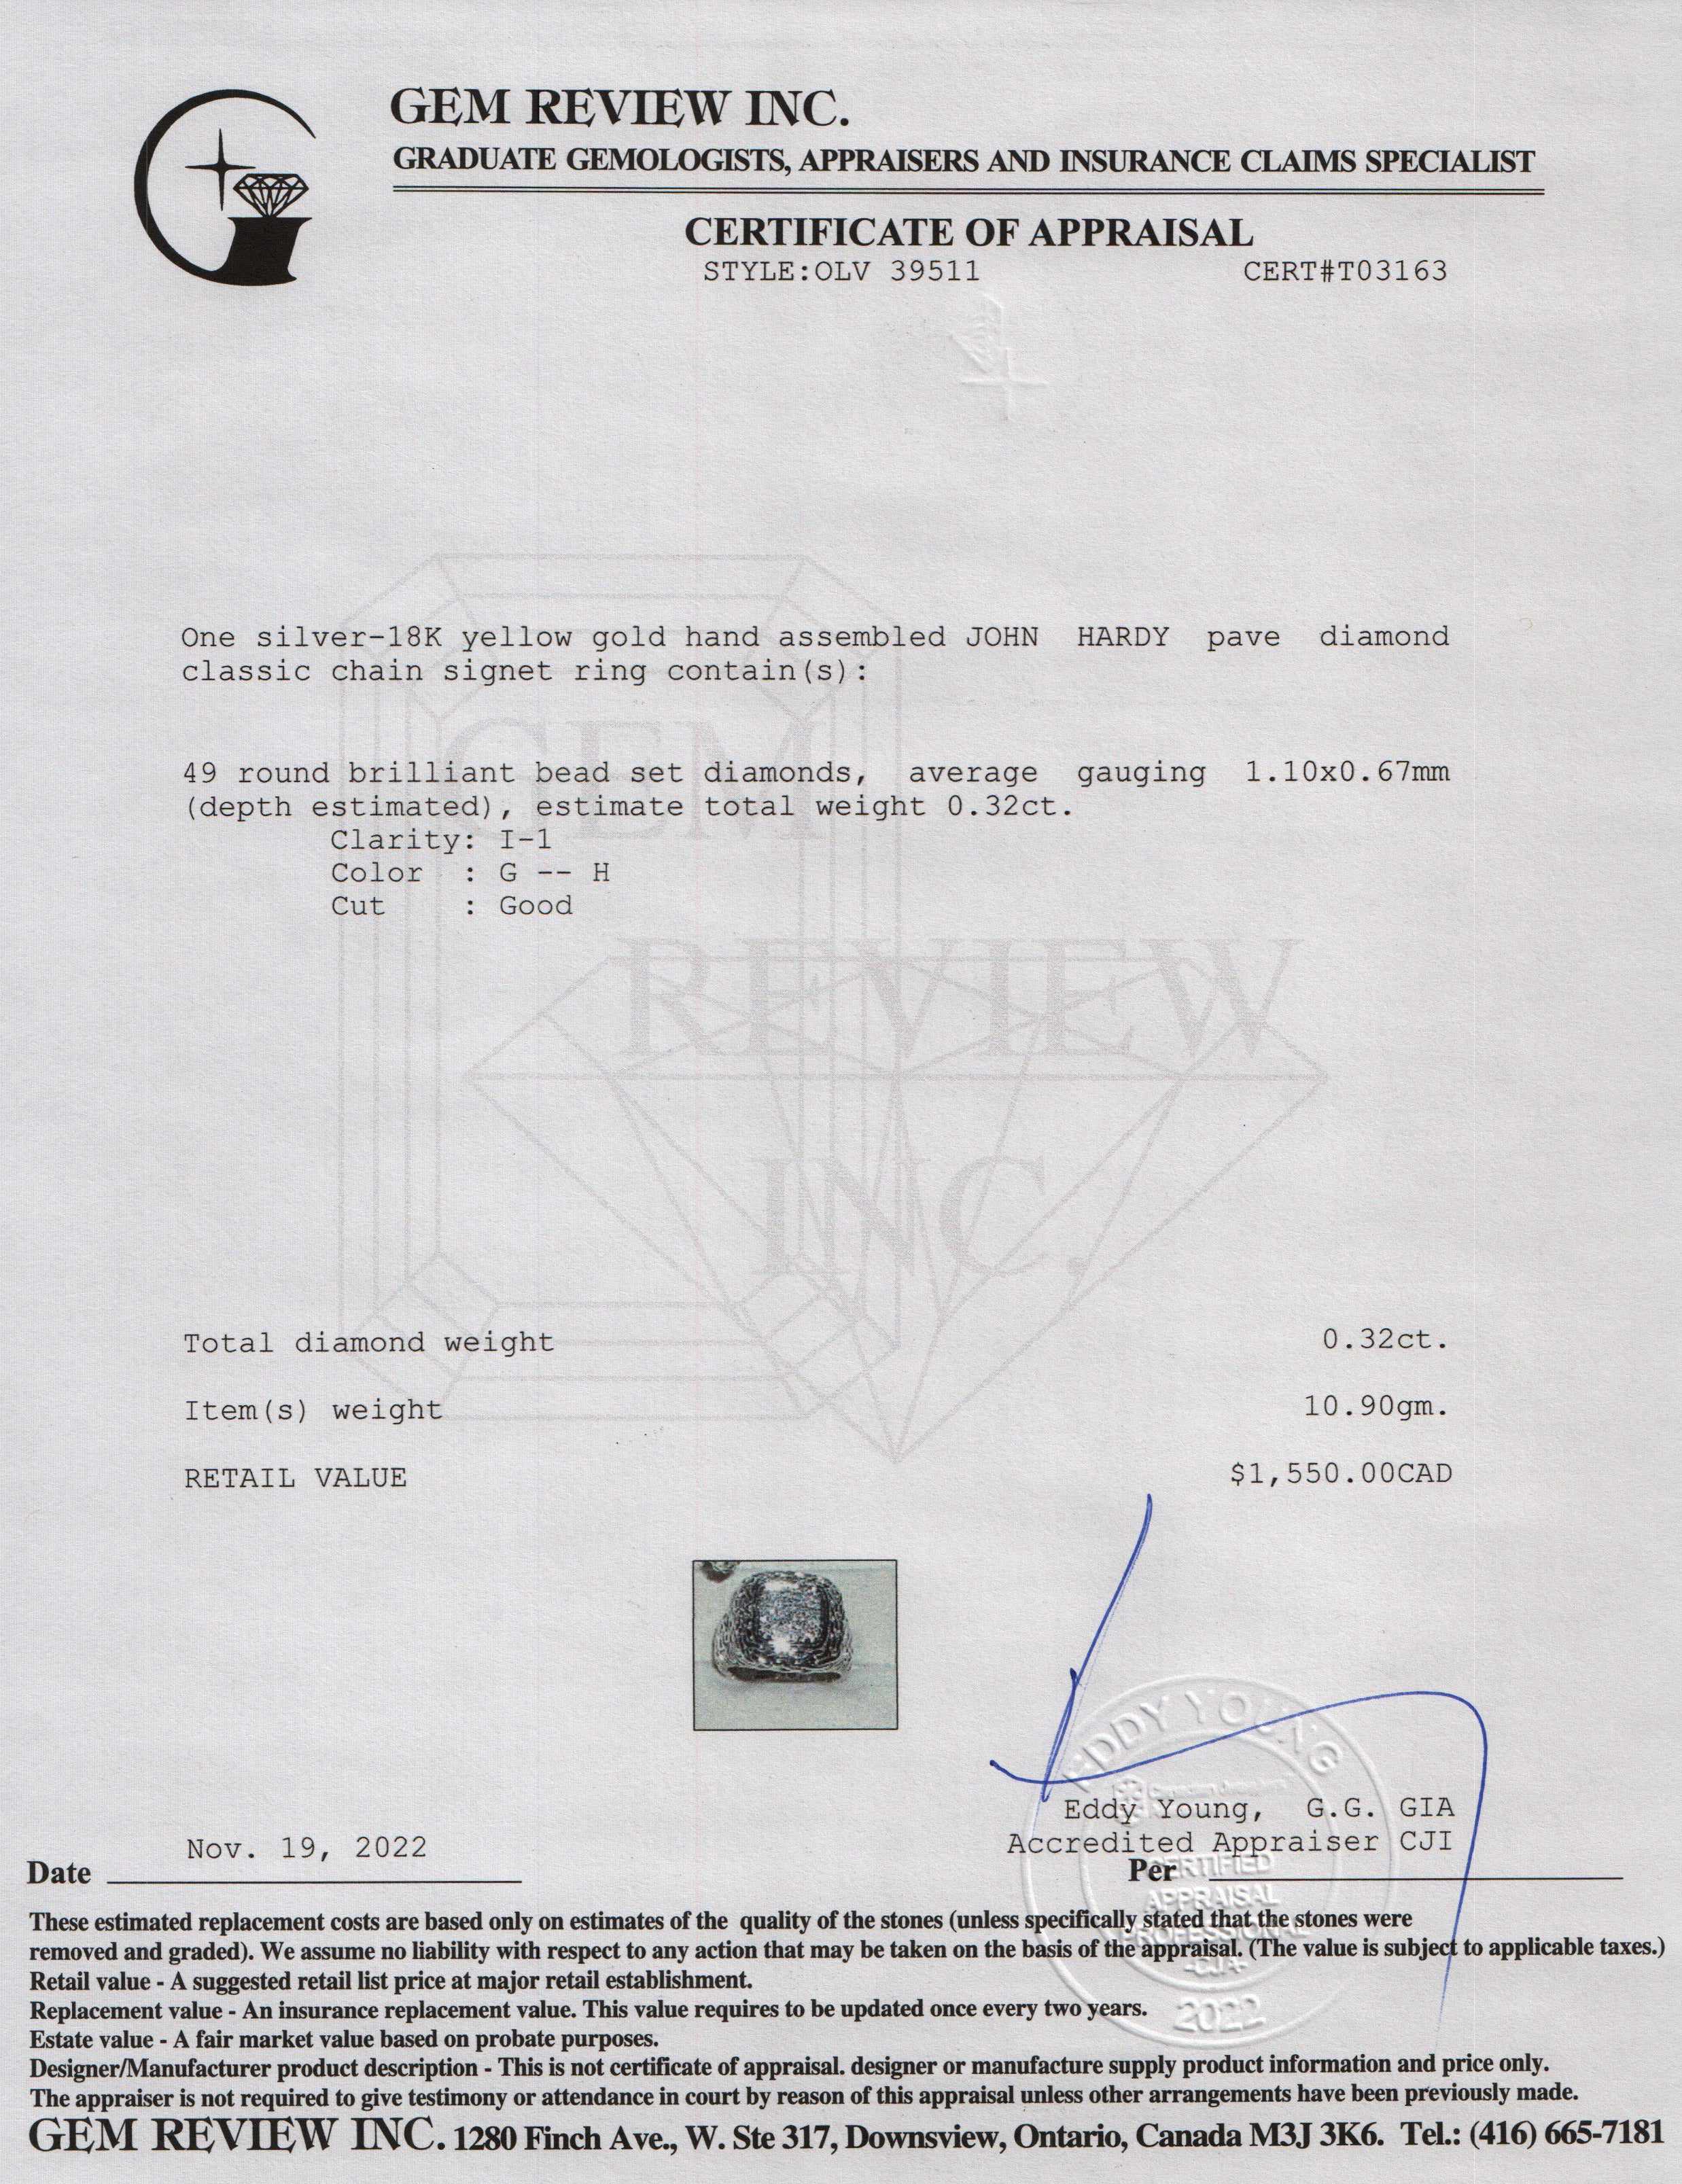 GEM REVIEW INC.
GRADUATE GEMOLOGISTS, APPRAISERS AND INSURANCE CLAIMS SPECIALIST
CERTIFICATE OF APPRAISAL
STYLE:OLV 39511 CERT#T03163
One silver-18K yellow gold hand assembled JOHN HARDY pave diamond
classic chain signet ring contain(s):
49 round brilliant bead set diamonds, average gauging 1.10x0.67mm
(depth estimated), estimate total weight 0.32ct.
Clarity: I-1
Color : G -- H
Cut : Good
GEM
REVIEW
INC.
Total diamond weight 0.32ct.
Item(s) weight 10.90gm.
RETAIL VALUE $1,550.00CAD
EDDY YOUNG
Eddy Young, G.G. GIA
Accredited Appraiser CJI
Date Nov. 19, 2022
Per
CERTIFIED
APPRAISAL
PROFESSIONAL
-CJA-
2022
These estimated replacement costs are based only on estimates of the quality of the stones (unless specifically stated that the stones were
removed and graded). We assume no liability with respect to any action that may be taken on the basis of the appraisal. (The value is subject to applicable taxes.)
Retail value - A suggested retail list price at major retail establishment.
Replacement value - An insurance replacement value. This value requires to be updated once every two years.
Estate value - A fair market value based on probate purposes.
Designer/Manufacturer product description - This is not certificate of appraisal. designer or manufacture supply product information and price only.
The appraiser is not required to give testimony or attendance in court by reason of this appraisal unless other arrangements have been previously made.
GEM REVIEW INC. 1280 Finch Ave., W. Ste 317, Downsview, Ontario, Canada M3J 3K6. Tel.: (416) 665-7181